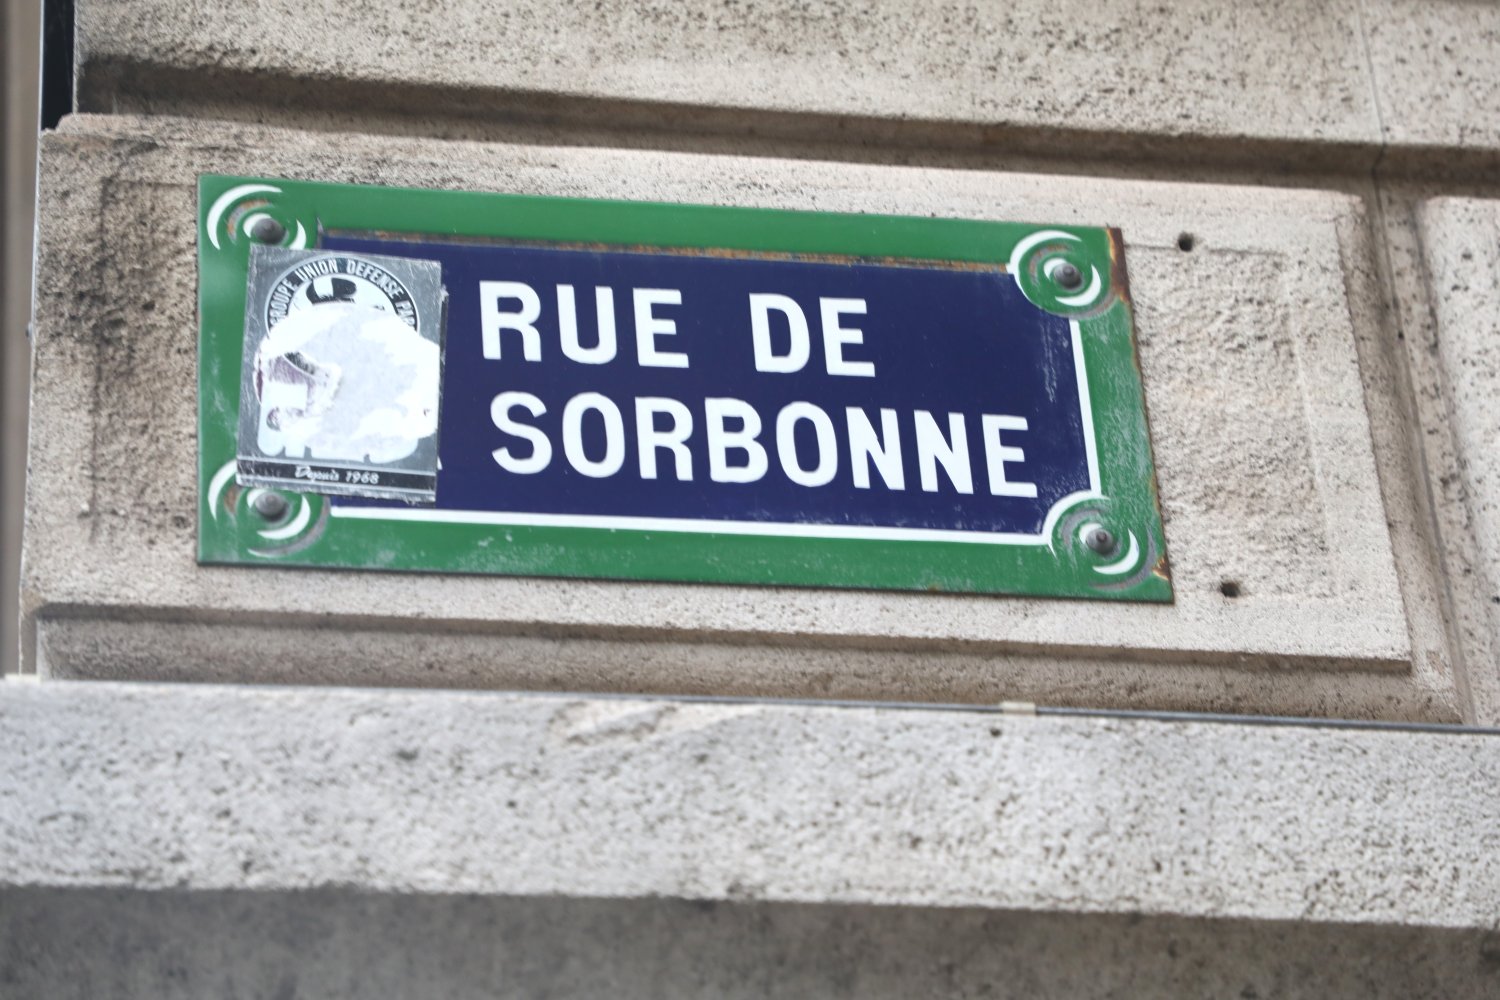 RUE DE
SORBONNE
GROUPE UNION DEFENSE
Depuis 1968